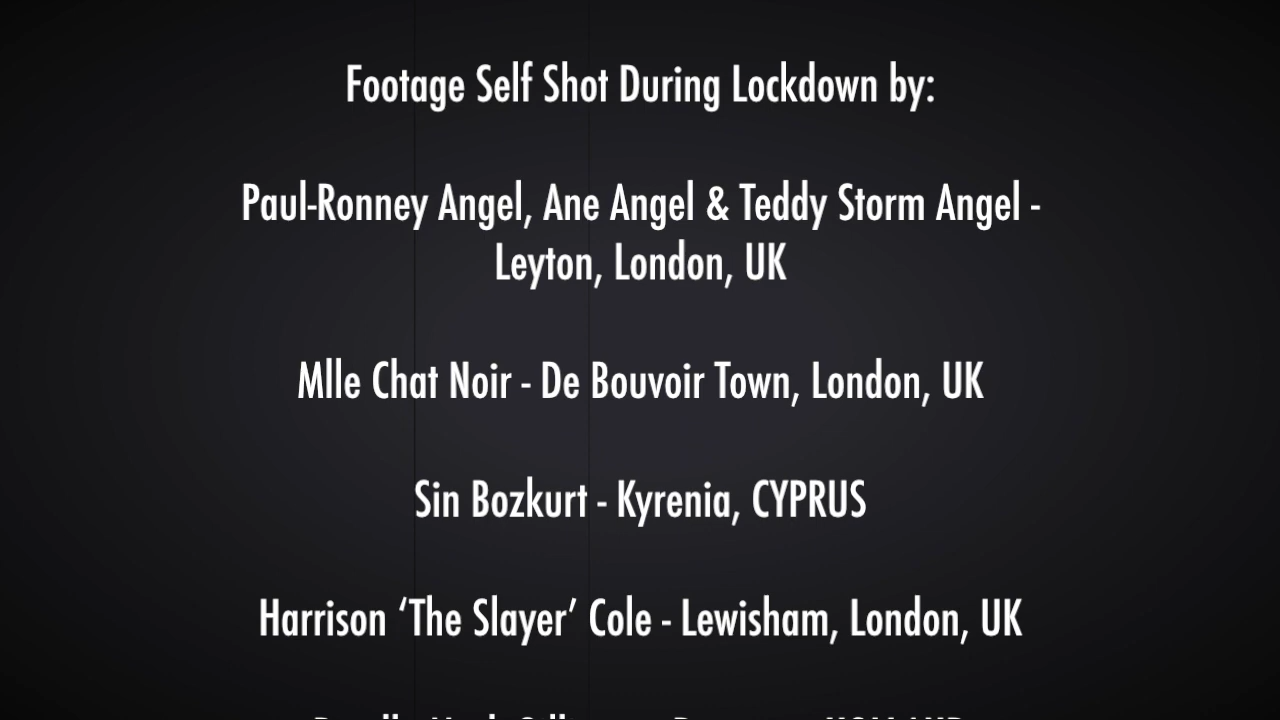 Footage Self Shot During Lockdown by:
Paul-Ronney Angel, Ane Angel & Teddy Storm Angel -
Leyton, London, UK
Mlle Chat Noir - De Bouvoir Town, London, UK
Sin Bozkurt - Kyrenia, CYPRUS
Harrison ‘The Slayer’ Cole - Lewisham, London, UK